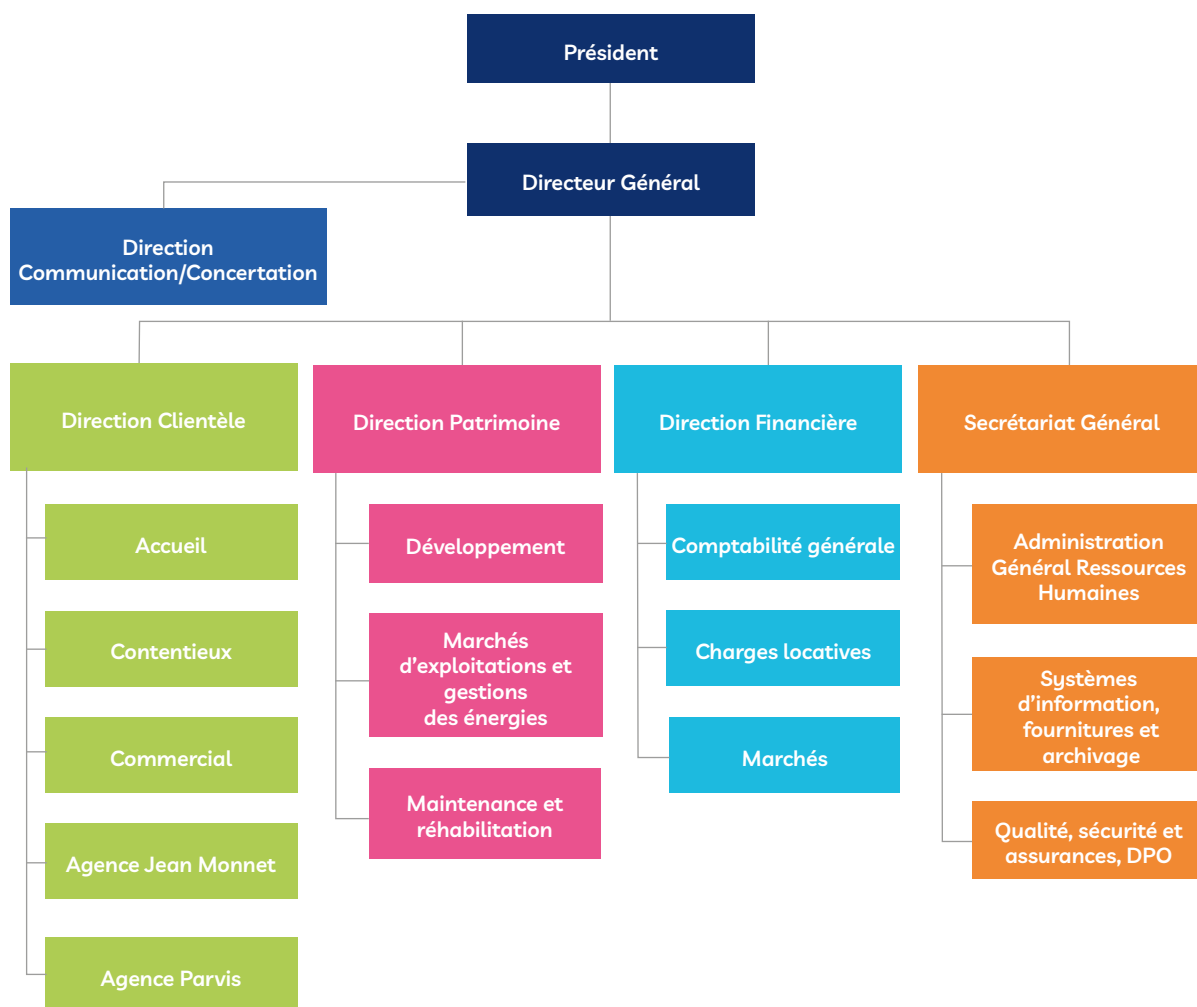 Président
Directeur Général
Direction
Communication/Concertation
Direction Clientèle
Accueil
Contentieux
Commercial
Agence Jean Monnet
Agence Parvis
Direction Patrimoine
Développement
Marchés
d’exploitations et
gestions
des énergies
Maintenance et
réhabilitation
Direction Financière
Comptabilité générale
Charges locatives
Marchés
Secrétariat Général
Administration
Général Ressources
Humaines
Systèmes
d’information,
fournitures et
archivage
Qualité, sécurité et
assurances, DPO